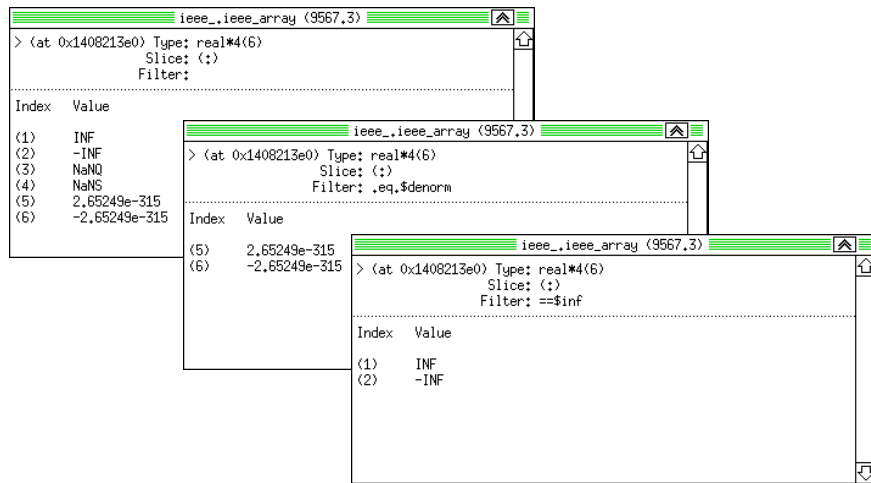 ieee_.ieee_array (9567.3)
> (at 0x1408213e0) Type: real*4(6)
Slice: (:)
Filter:
Index Value
(1) INF
(2) -INF
(3) NaNQ
(4) NaNS
(5) 2.65249e-315
(6) -2.65249e-315
ieee_.ieee_array (9567.3)
> (at 0x1408213e0) Type: real*4(6)
Slice: (:)
Filter: .eq.$denorm
Index Value
(5) 2.65249e-315
(6) -2.65249e-315
ieee_.ieee_array (9567.3)
> (at 0x1408213e0) Type: real*4(6)
Slice: (:)
Filter: ==$inf
Index Value
(1) INF
(2) -INF